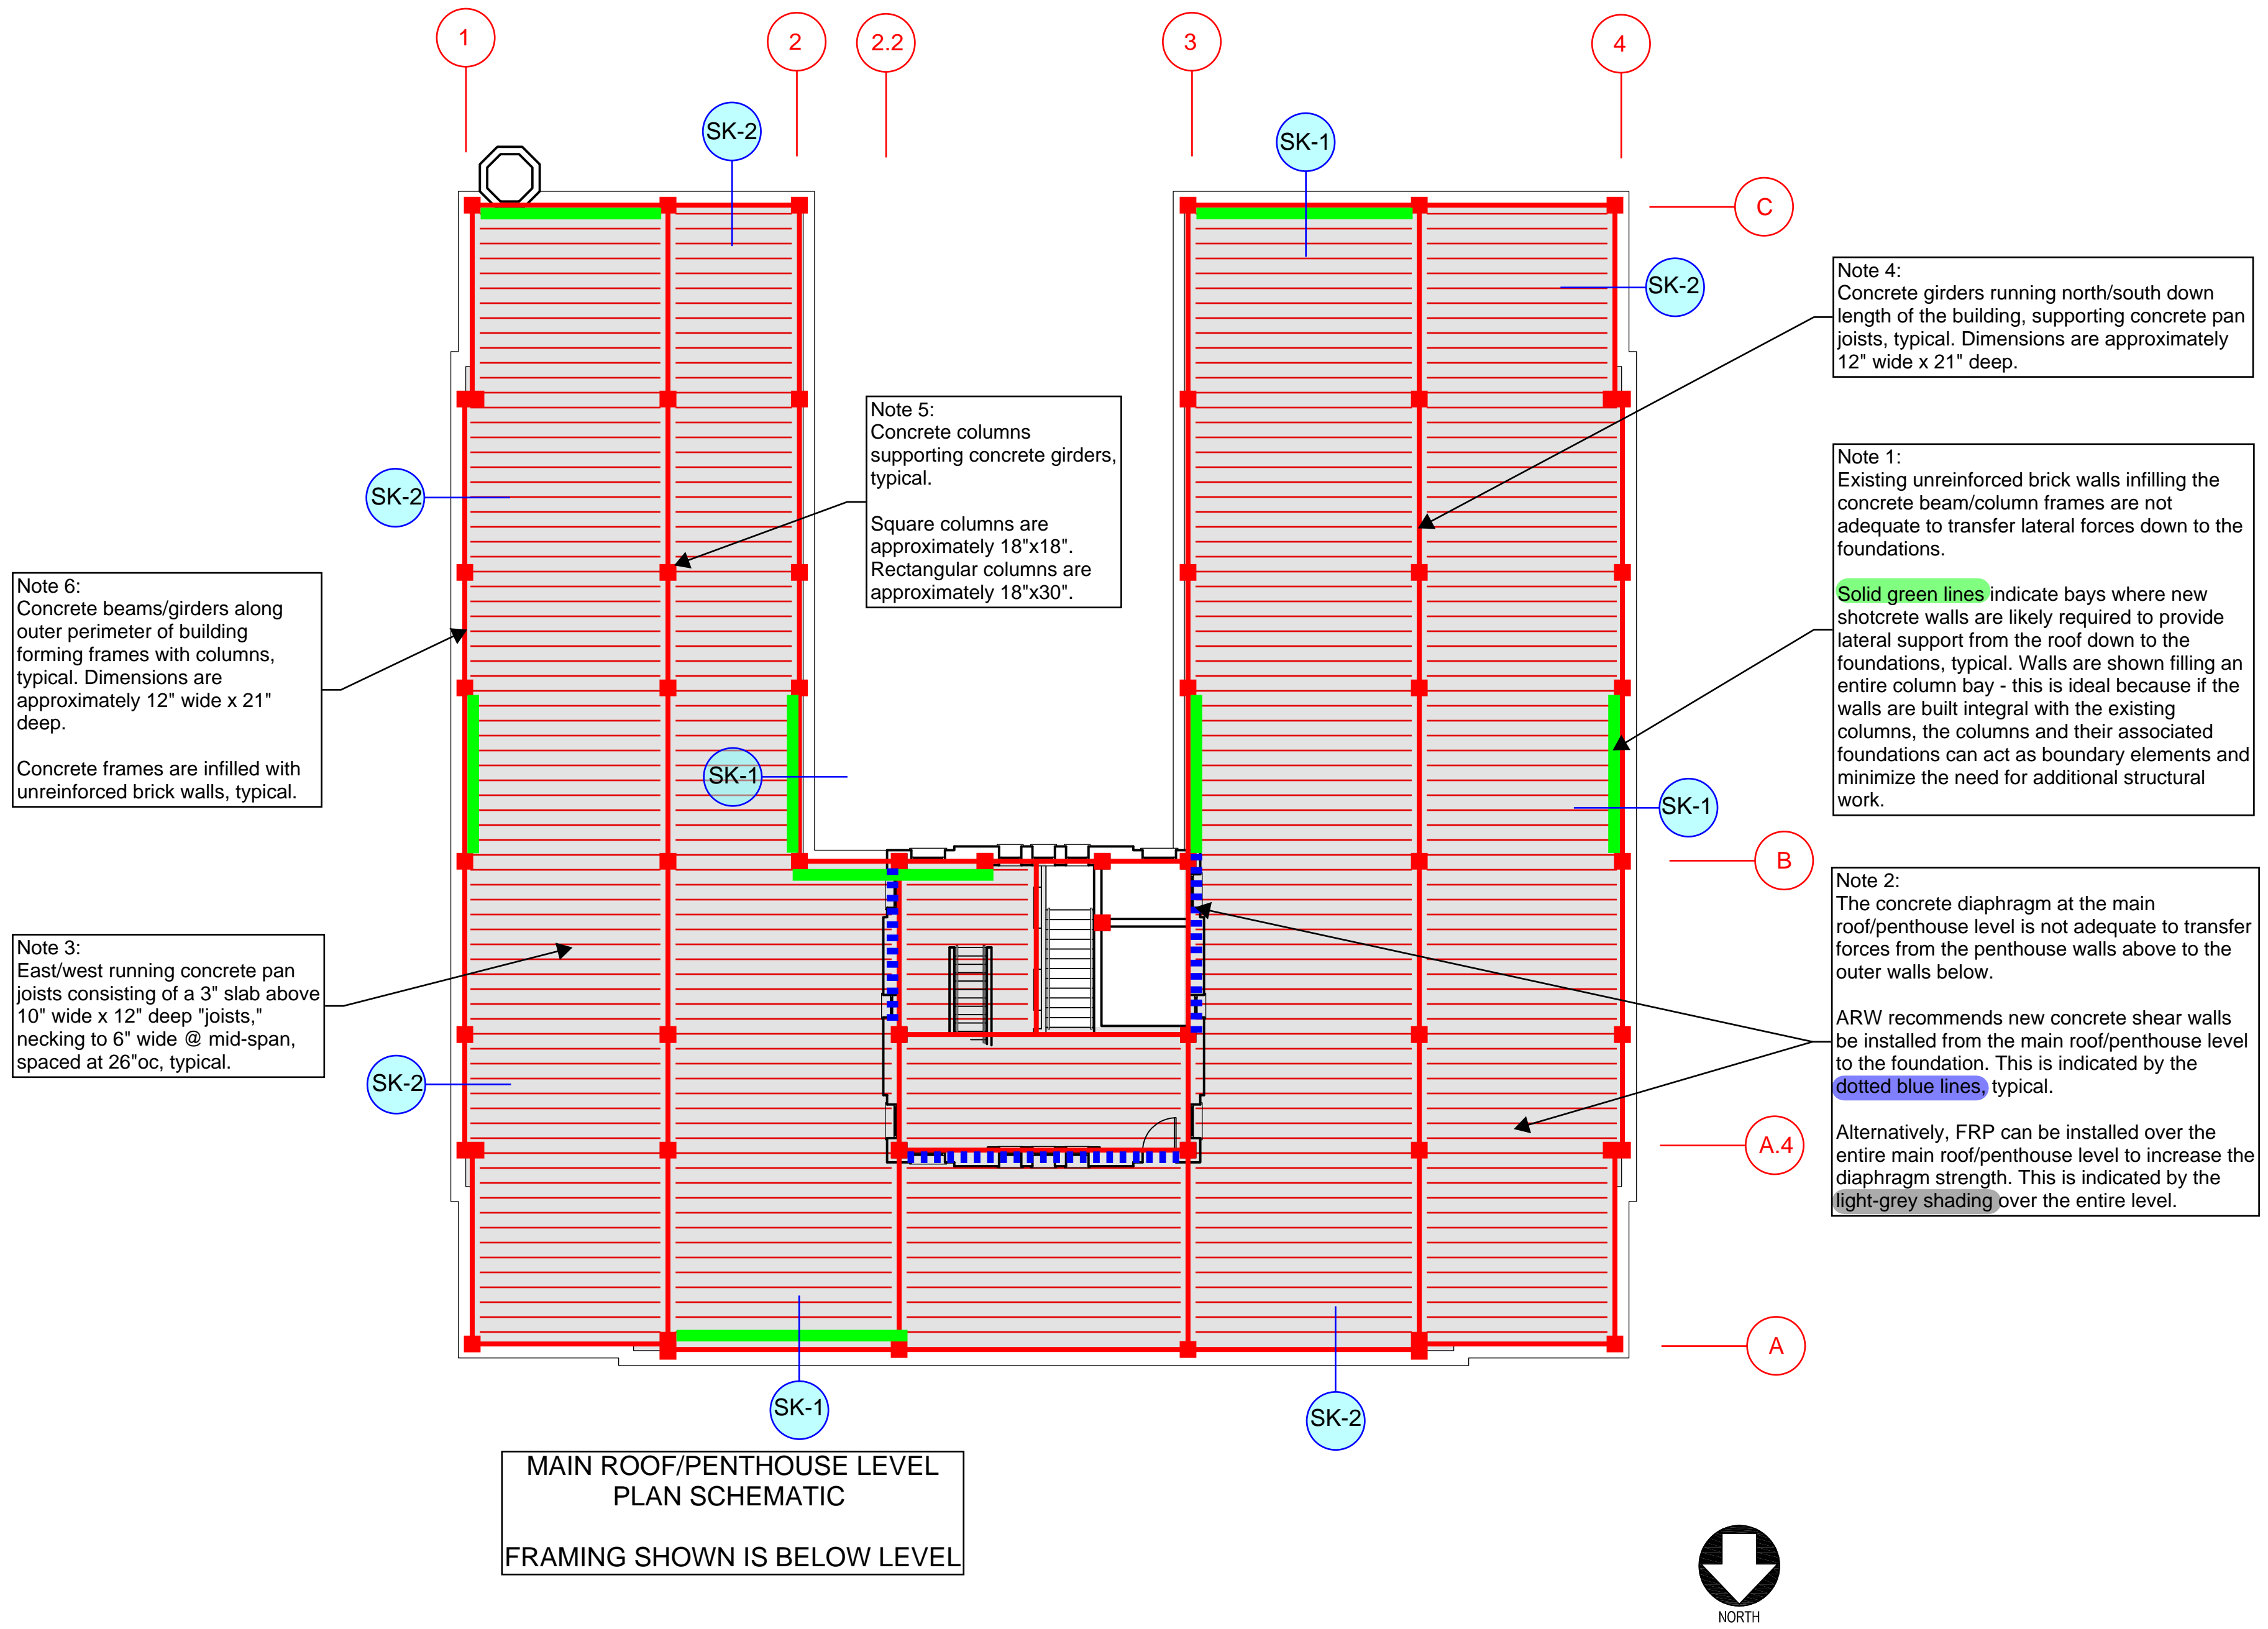 1
2
2.2
3
4
SK-2
SK-1
C
SK-2
Note 4:
Concrete girders running north/south down
length of the building, supporting concrete pan
joists, typical. Dimensions are approximately
12" wide x 21" deep.
Note 5:
Concrete columns
supporting concrete girders,
typical.
Square columns are
approximately 18"x18".
Rectangular columns are
approximately 18"x30".
SK-2
Note 1:
Existing unreinforced brick walls infilling the
concrete beam/column frames are not
adequate to transfer lateral forces down to the
foundations.
Solid green lines indicate bays where new
shotcrete walls are likely required to provide
lateral support from the roof down to the
foundations, typical. Walls are shown filling an
entire column bay - this is ideal because if the
walls are built integral with the existing
columns, the columns and their associated
foundations can act as boundary elements and
minimize the need for additional structural
work.
Note 6:
Concrete beams/girders along
outer perimeter of building
forming frames with columns,
typical. Dimensions are
approximately 12" wide x 21"
deep.
Concrete frames are infilled with
unreinforced brick walls, typical.
SK-1
SK-1
B
Note 2:
The concrete diaphragm at the main
roof/penthouse level is not adequate to transfer
forces from the penthouse walls above to the
outer walls below.
ARW recommends new concrete shear walls
be installed from the main roof/penthouse level
to the foundation. This is indicated by the
dotted blue lines, typical.
Alternatively, FRP can be installed over the
entire main roof/penthouse level to increase the
diaphragm strength. This is indicated by the
light-grey shading over the entire level.
Note 3:
East/west running concrete pan
joists consisting of a 3" slab above
10" wide x 12" deep "joists,"
necking to 6" wide @ mid-span,
spaced at 26"oc, typical.
SK-2
A.4
A
SK-1
SK-2
MAIN ROOF/PENTHOUSE LEVEL
PLAN SCHEMATIC
FRAMING SHOWN IS BELOW LEVEL
NORTH